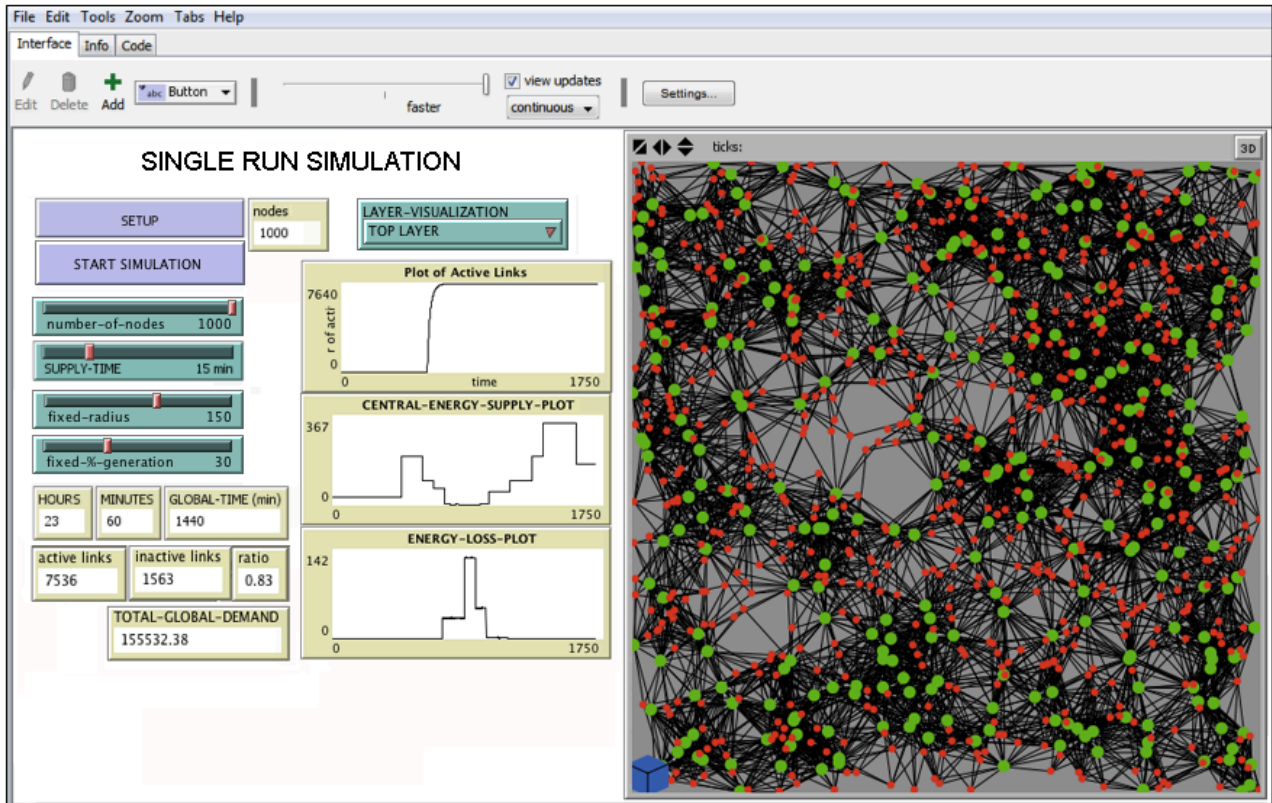 File Edit Tools Zoom Tabs Help
Interface Info Code
Edit Delete Add abc Button faster view updates continuous Settings...
SINGLE RUN SIMULATION
ticks: 3D
SETUP
nodes
1000
LAYER-VISUALIZATION
TOP LAYER
START SIMULATION
number-of-nodes 1000
SUPPLY-TIME 15 min
fixed-radius 150
fixed-%-generation 30
Plot of Active Links
7640
r of acti
0
0 time 1750
CENTRAL-ENERGY-SUPPLY-PLOT
367
0
0 1750
HOURS
23
MINUTES
60
GLOBAL-TIME (min)
1440
active links
7536
inactive links
1563
ratio
0.83
TOTAL-GLOBAL-DEMAND
155532.38
ENERGY-LOSS-PLOT
142
0
0 1750